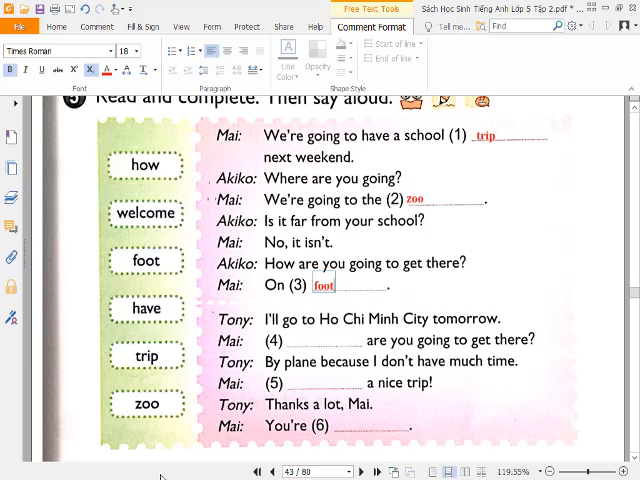 Free Text Tools
Sách Học Sinh Tiếng Anh Lớp 5 Tập 2.pdf
File
Home
Comment
Fill & Sign
Protect
Share
Help
Comment Format
Tell me...
Find
Times Roman
18
B I U
Font
Paragraph
Line Color
Opacity
Start of line
End of line
Shape Style
5 Read and complete. Then say aloud.
how
welcome
foot
have
trip
zoo
Mai: We're going to have a school (1) trip
next weekend.
Akiko: Where are you going?
Mai: We're going to the (2) zoo.
Akiko: Is it far from your school?
Mai: No, it isn't.
Akiko: How are you going to get there?
Mai: On (3) foot.
Tony: I'll go to Ho Chi Minh City tomorrow.
Mai: (4) ____ are you going to get there?
Tony: By plane because I don't have much time.
Mai: (5) ____ a nice trip!
Tony: Thanks a lot, Mai.
Mai: You're (6) ____.
43 / 80
119.55%